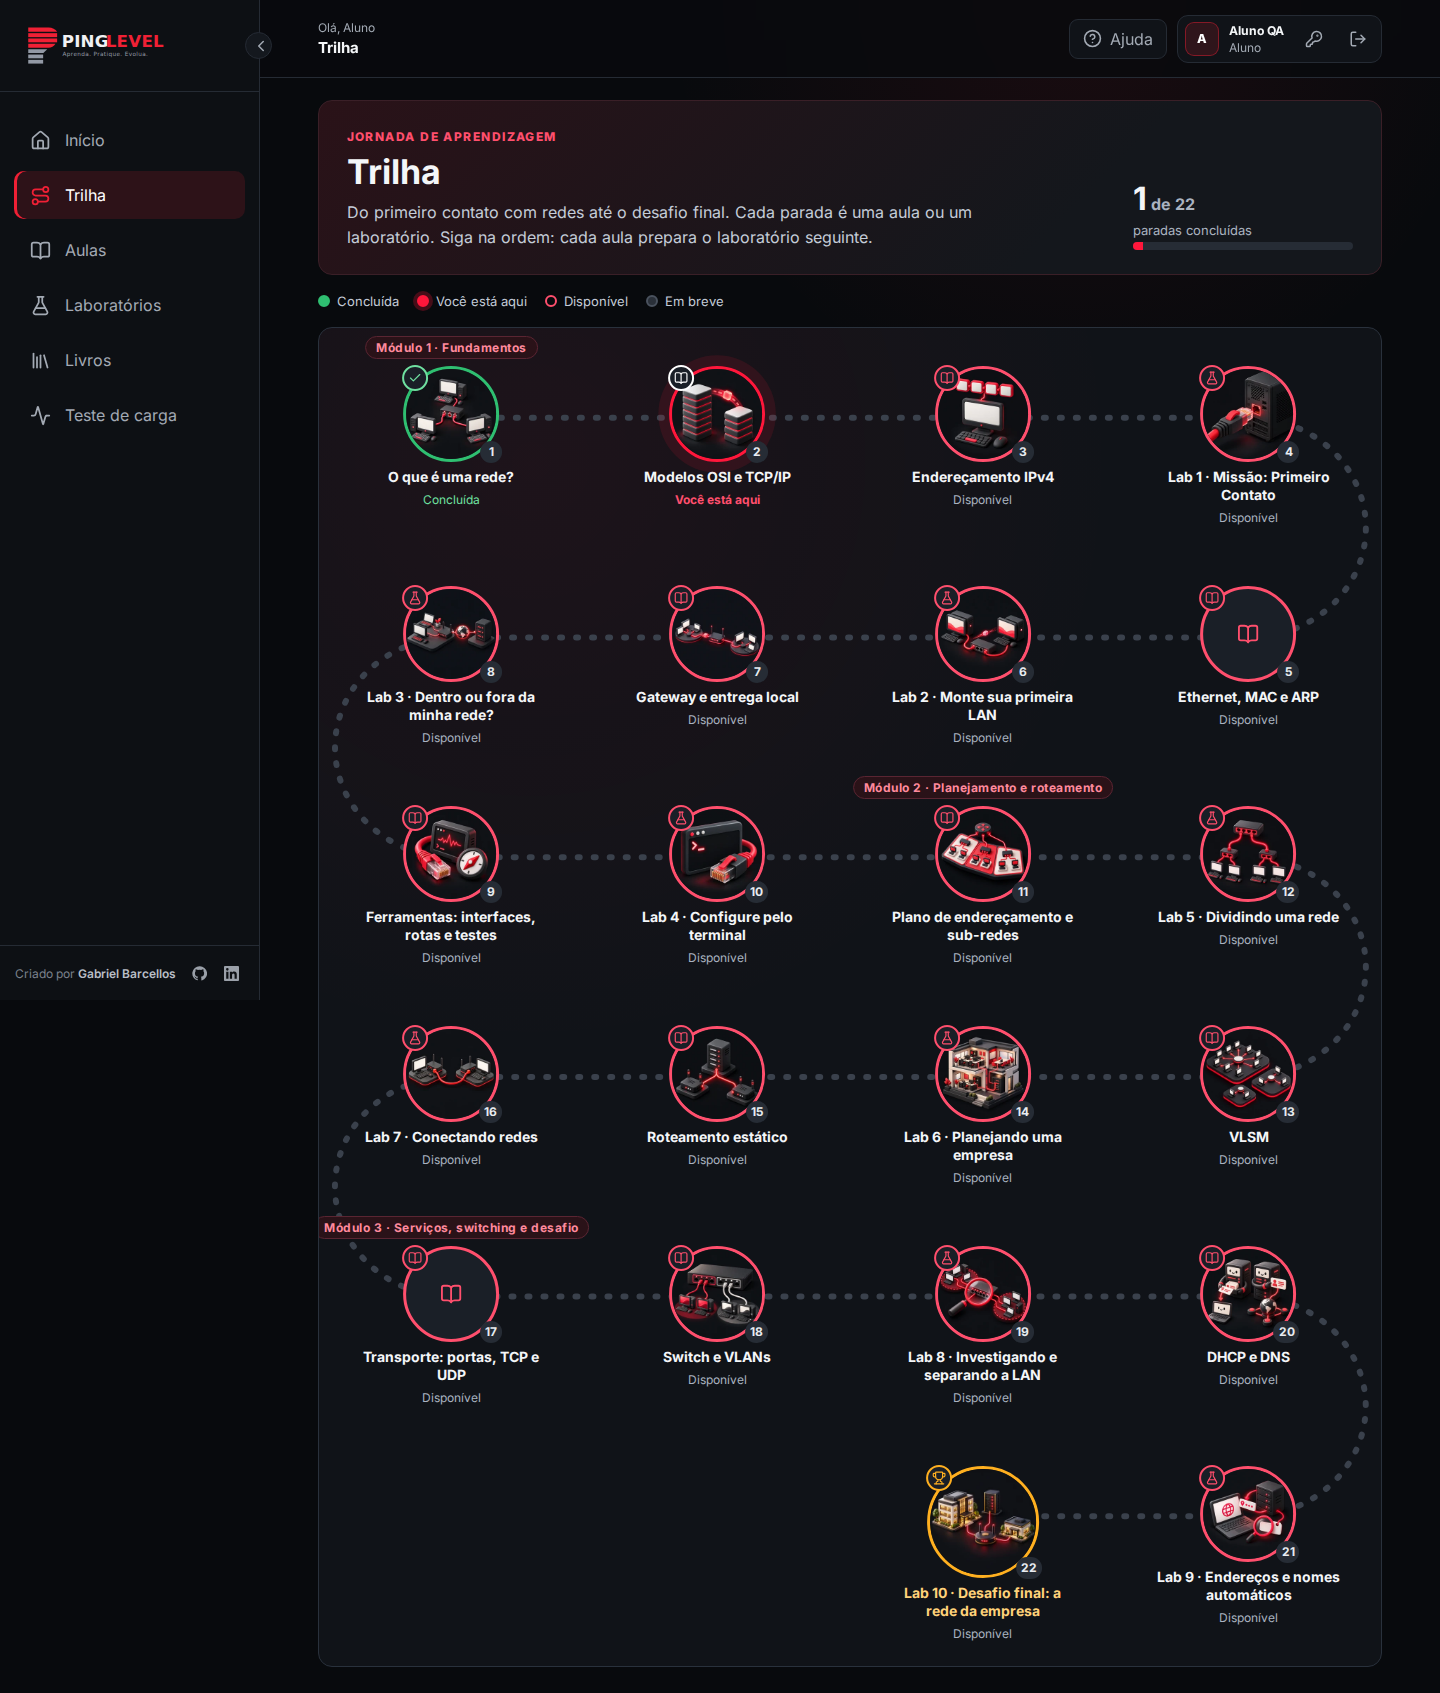 PINGLEVEL
Aprenda. Pratique. Evolua.
Olá, Aluno
Trilha
Ajuda
A
Aluno QA
Aluno
Início
Trilha
Aulas
Laboratórios
Livros
Teste de carga
Criado por Gabriel Barcellos
JORNADA DE APRENDIZAGEM
Trilha
Do primeiro contato com redes até o desafio final. Cada parada é uma aula ou um
laboratório. Siga na ordem: cada aula prepara o laboratório seguinte.
1 de 22
paradas concluídas
Concluída
Você está aqui
Disponível
Em breve
Módulo 1 · Fundamentos
1
O que é uma rede?
Concluída
2
Modelos OSI e TCP/IP
Você está aqui
3
Endereçamento IPv4
Disponível
4
Lab 1 · Missão: Primeiro
Contato
Disponível
8
Lab 3 · Dentro ou fora da
minha rede?
Disponível
7
Gateway e entrega local
Disponível
6
Lab 2 · Monte sua primeira
LAN
Disponível
5
Ethernet, MAC e ARP
Disponível
9
Ferramentas: interfaces,
rotas e testes
Disponível
10
Lab 4 · Configure pelo
terminal
Disponível
Módulo 2 · Planejamento e roteamento
11
Plano de endereçamento e
sub-redes
Disponível
12
Lab 5 · Dividindo uma rede
Disponível
16
Lab 7 · Conectando redes
Disponível
15
Roteamento estático
Disponível
14
Lab 6 · Planejando uma
empresa
Disponível
13
VLSM
Disponível
Módulo 3 · Serviços, switching e desafio
17
Transporte: portas, TCP e
UDP
Disponível
18
Switch e VLANs
Disponível
19
Lab 8 · Investigando e
separando a LAN
Disponível
20
DHCP e DNS
Disponível
22
Lab 10 · Desafio final: a
rede da empresa
Disponível
21
Lab 9 · Endereços e nomes
automáticos
Disponível